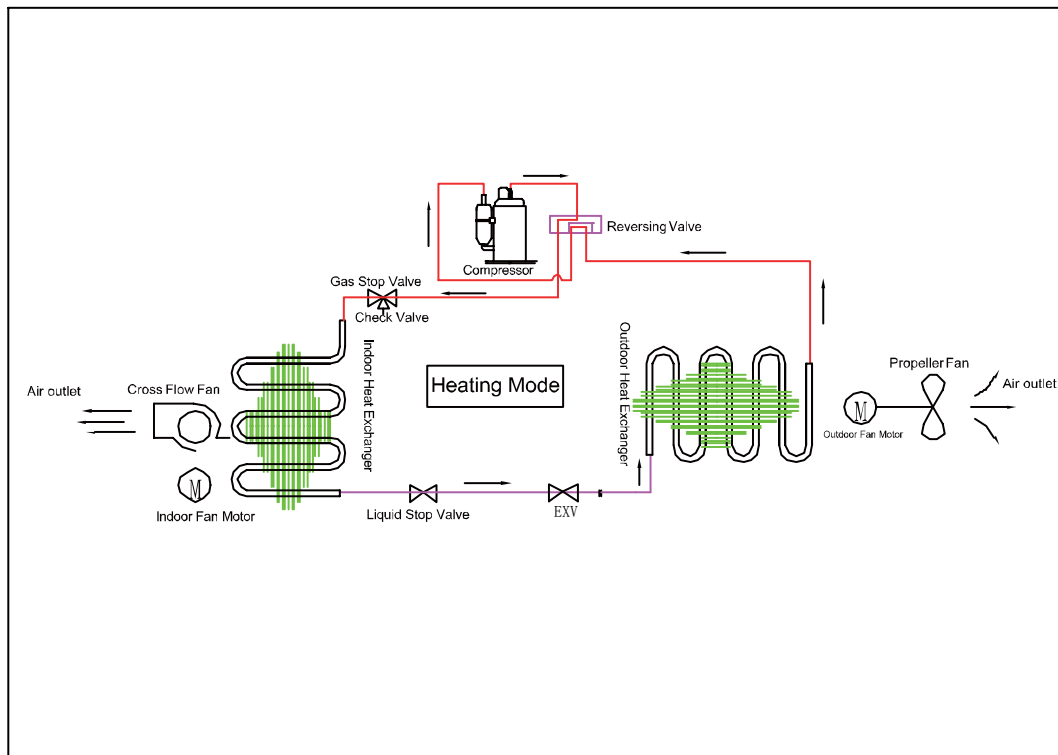 Reversing Valve
Compressor
Gas Stop Valve
Check Valve
Indoor Heat Exchanger
Outdoor Heat Exchanger
Heating Mode
Propeller Fan
Air outlet
Cross Flow Fan
Air outlet
M
Outdoor Fan Motor
M
Indoor Fan Motor
Liquid Stop Valve
EXV